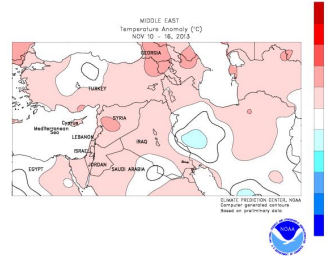 MIDDLE EAST
Temperature Anomaly (°C)
NOV 10 - 16, 2013
GEORGIA
TURKEY
Cyprus
SYRIA
Mediterranean
Sea
LEBANON
IRAQ
ISRAEL
JORDAN
EGYPT
SAUDI ARABIA
CLIMATE PREDICTION CENTER, NOAA
Computer generated contours
Based on preliminary data
NOAA